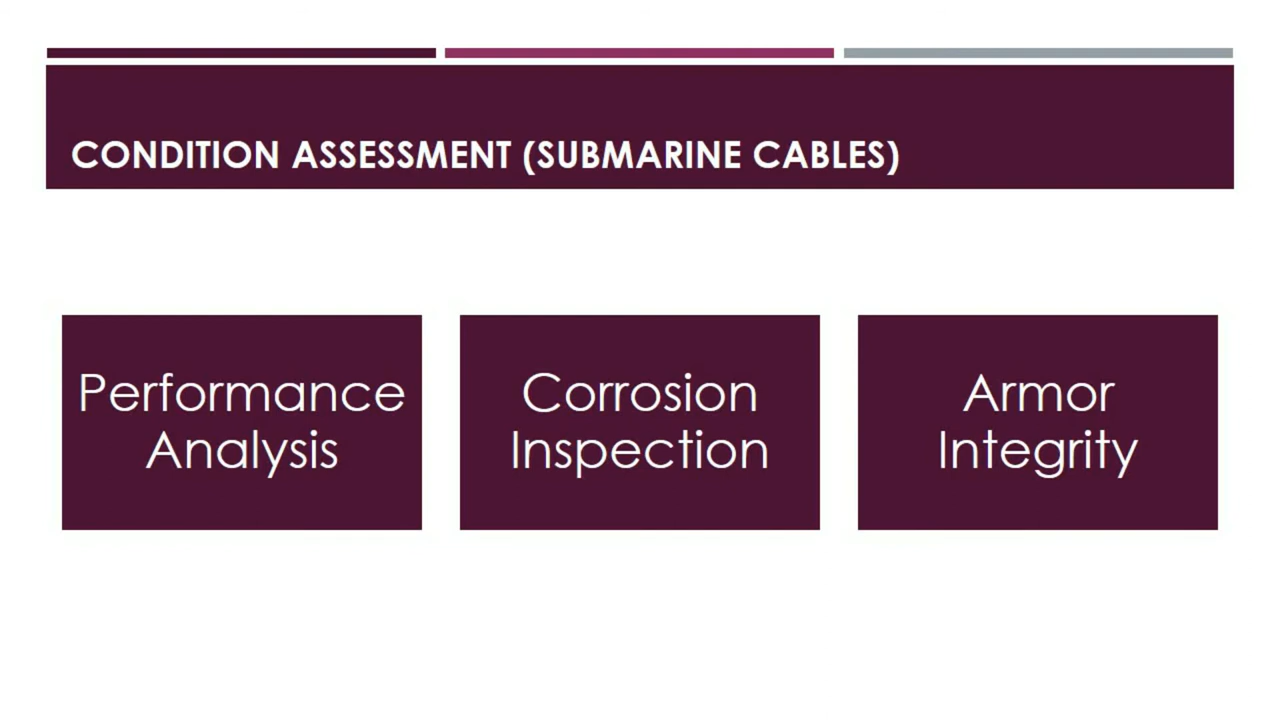 CONDITION ASSESSMENT (SUBMARINE CABLES)
Performance
Analysis
Corrosion
Inspection
Armor
Integrity